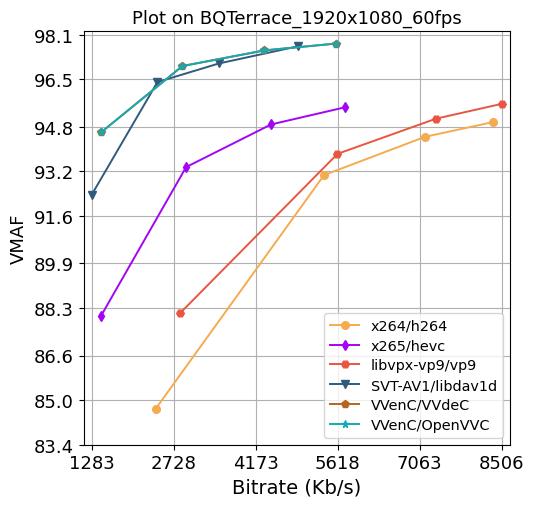 Plot on BQTerrace_1920x1080_60fps
98.1
96.5
94.8
93.2
91.6
89.9
88.3
86.6
85.0
83.4
VMAF
x264/h264
x265/hevc
libvpx-vp9/vp9
SVT-AV1/libdav1d
VVenC/VVdeC
VVenC/OpenVVC
1283 2728 4173 5618 7063 8506
Bitrate (Kb/s)